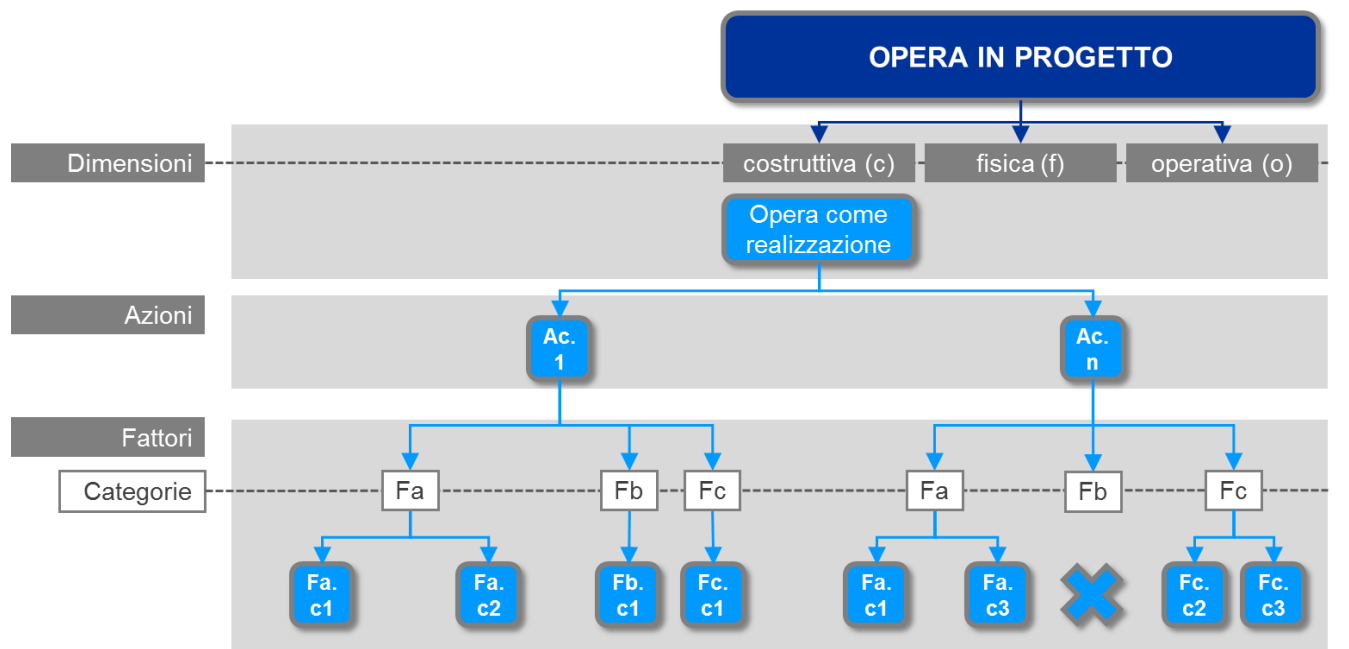 OPERA IN PROGETTO
Dimensioni
costruttiva (c)
fisica (f)
operativa (o)
Opera come
realizzazione
Azioni
Ac.
1
Ac.
n
Fattori
Categorie
Fa
Fb
Fc
Fa
Fb
Fc
Fa.
c1
Fa.
c2
Fb.
c1
Fc.
c1
Fa.
c1
Fa.
c3
Fc.
c2
Fc.
c3